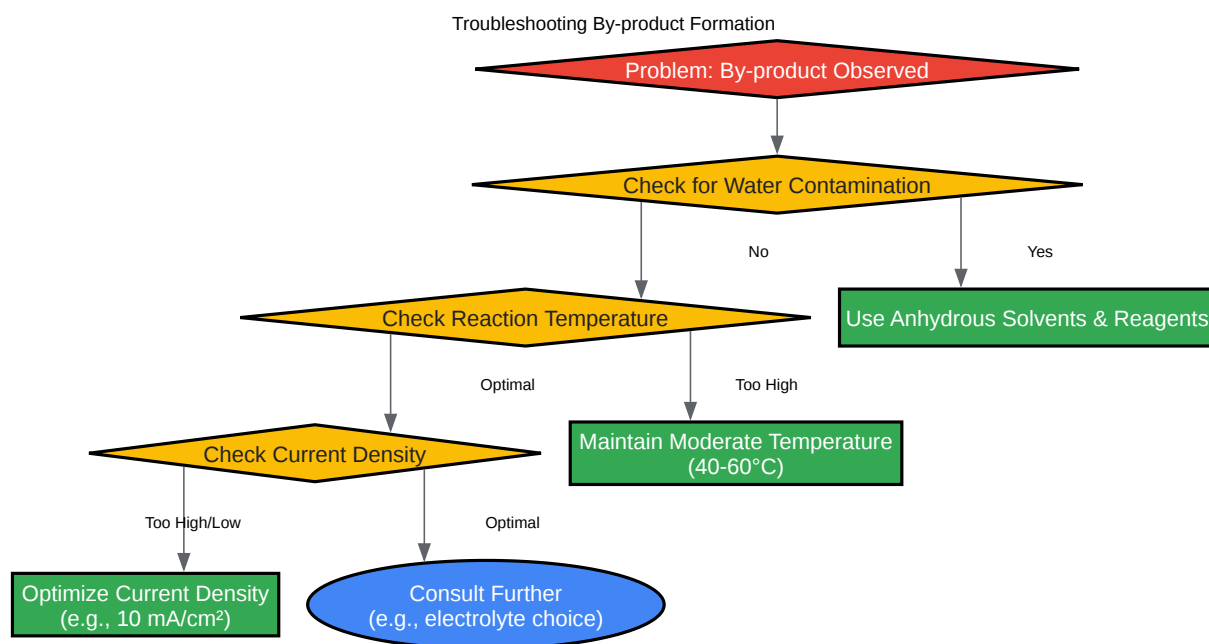 Troubleshooting By-product Formation
Problem: By-product Observed
Check for Water Contamination
No
Yes
Check Reaction Temperature
Use Anhydrous Solvents & Reagents
Optimal
Too High
Check Current Density
Maintain Moderate Temperature
(40-60°C)
Too High/Low
Optimal
Optimize Current Density
(e.g., 10 mA/cm²)
Consult Further
(e.g., electrolyte choice)